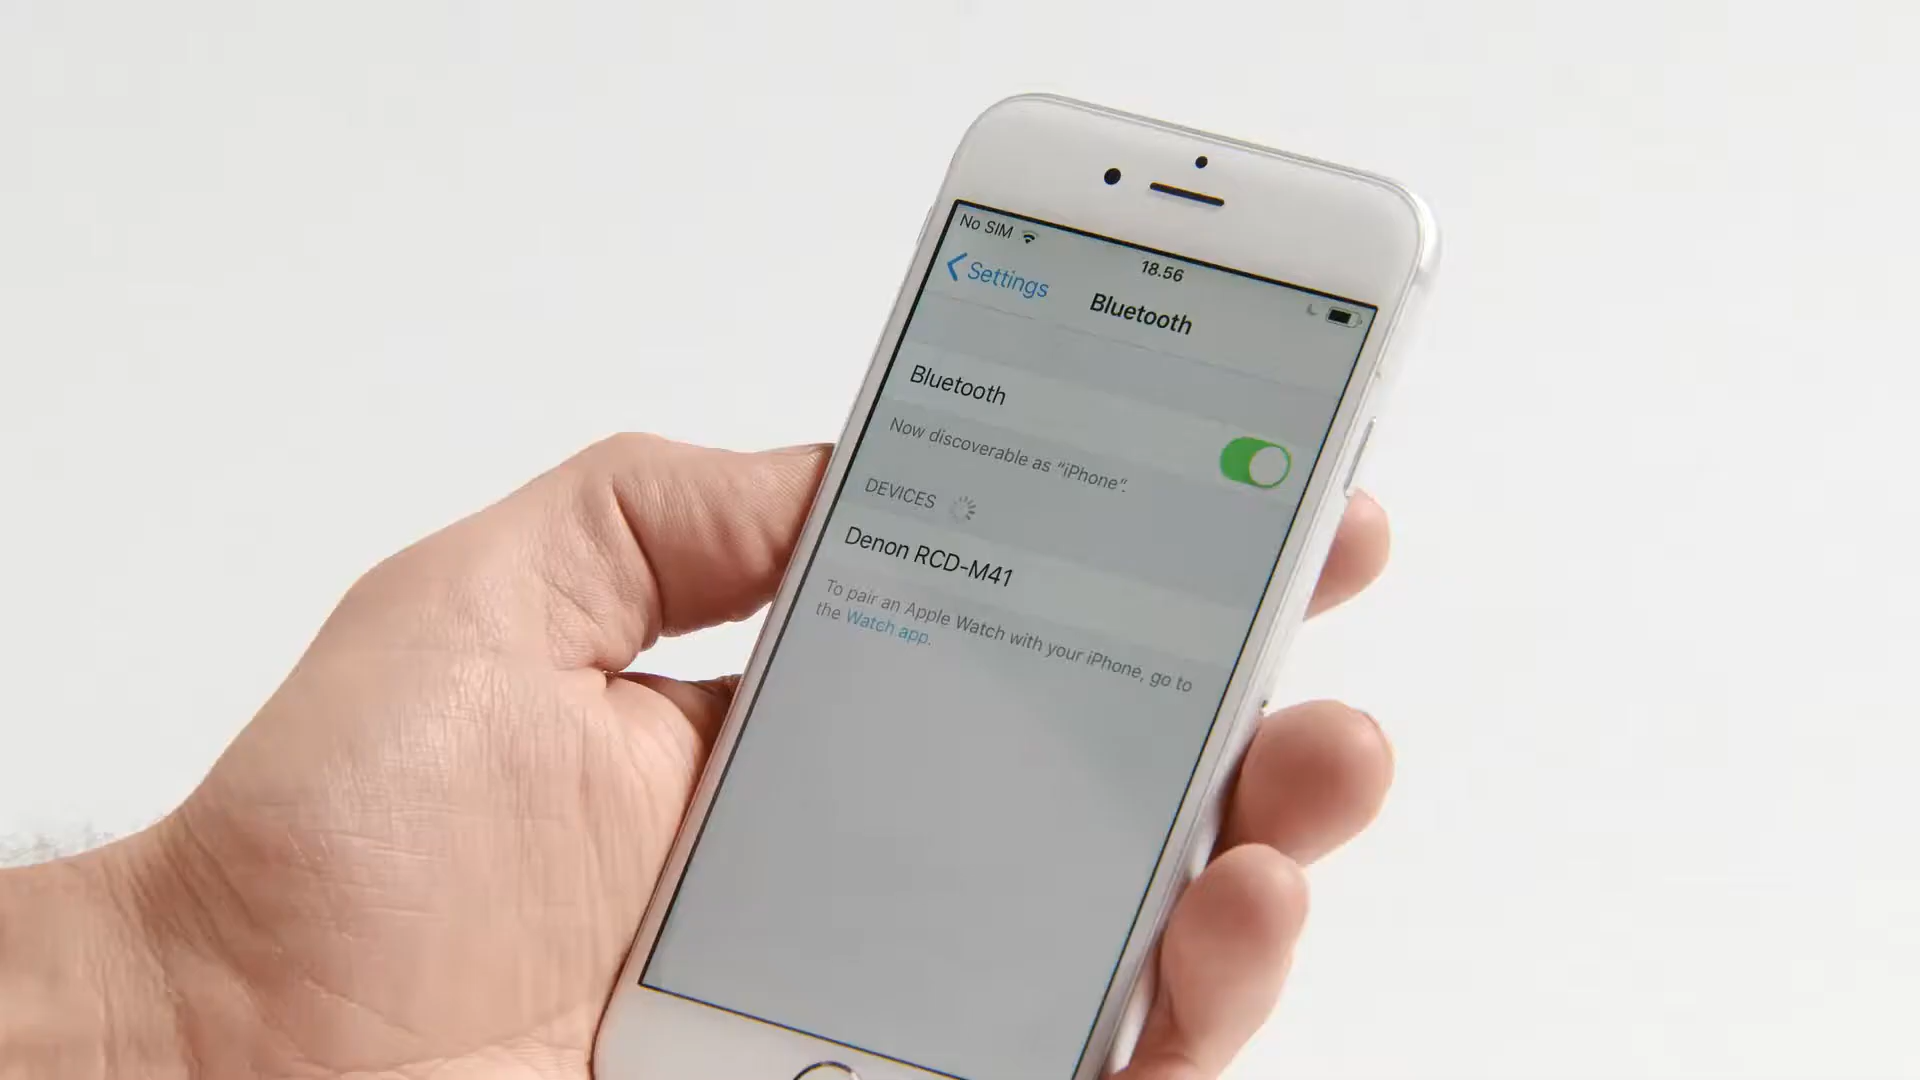 No SIM
18.56
Settings
Bluetooth
Bluetooth
Now discoverable as “iPhone”.
DEVICES
Denon RCD-M41
To pair an Apple Watch with your iPhone, go to
the Watch app.